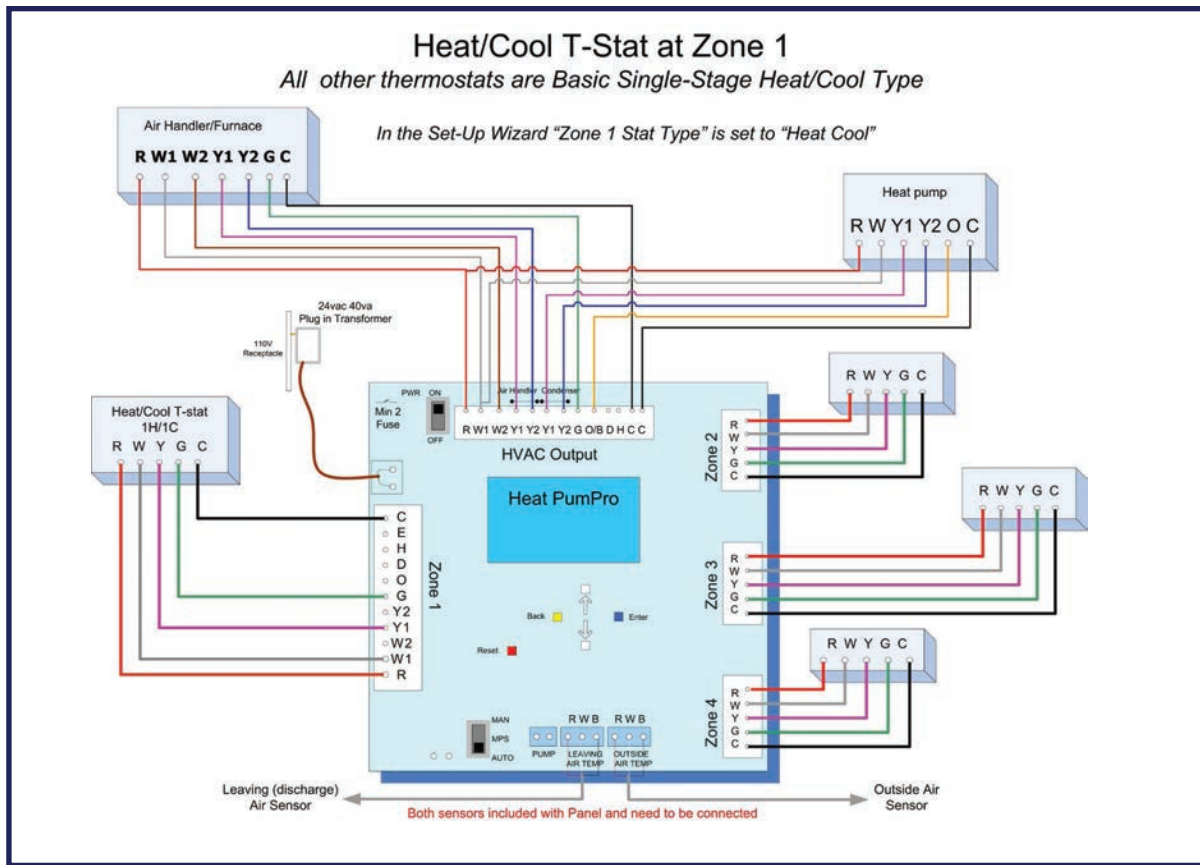 Heat/Cool T-Stat at Zone 1
All other thermostats are Basic Single-Stage Heat/Cool Type
In the Set-Up Wizard “Zone 1 Stat Type” is set to “Heat Cool”
Air Handler/Furnace
R W1 W2 Y1 Y2 G C
Heat pump
R W Y1 Y2 O C
24vac 40va
Plug in Transformer
110V
Receptacle
Heat/Cool T-stat
1H/1C
R W Y G C
PWR ON
OFF
Min 2
Fuse
Air Handler Condenser
R W1 W2 Y1 Y2 Y1 Y2 G O/B D H C C
HVAC Output
Heat PumPro
Zone 1
C
E
H
D
O
G
Y2
Y1
W2
W1
R
Back
Enter
Reset
Zone 2
R
W
Y
G
C
R W Y G C
Zone 3
R
W
Y
G
C
R W Y G C
Zone 4
R
W
Y
G
C
R W Y G C
MAN
MPS
AUTO
PUMP
R W B
LEAVING
AIR TEMP
R W B
OUTSIDE
AIR TEMP
Leaving (discharge)
Air Sensor
Both sensors included with Panel and need to be connected
Outside Air
Sensor